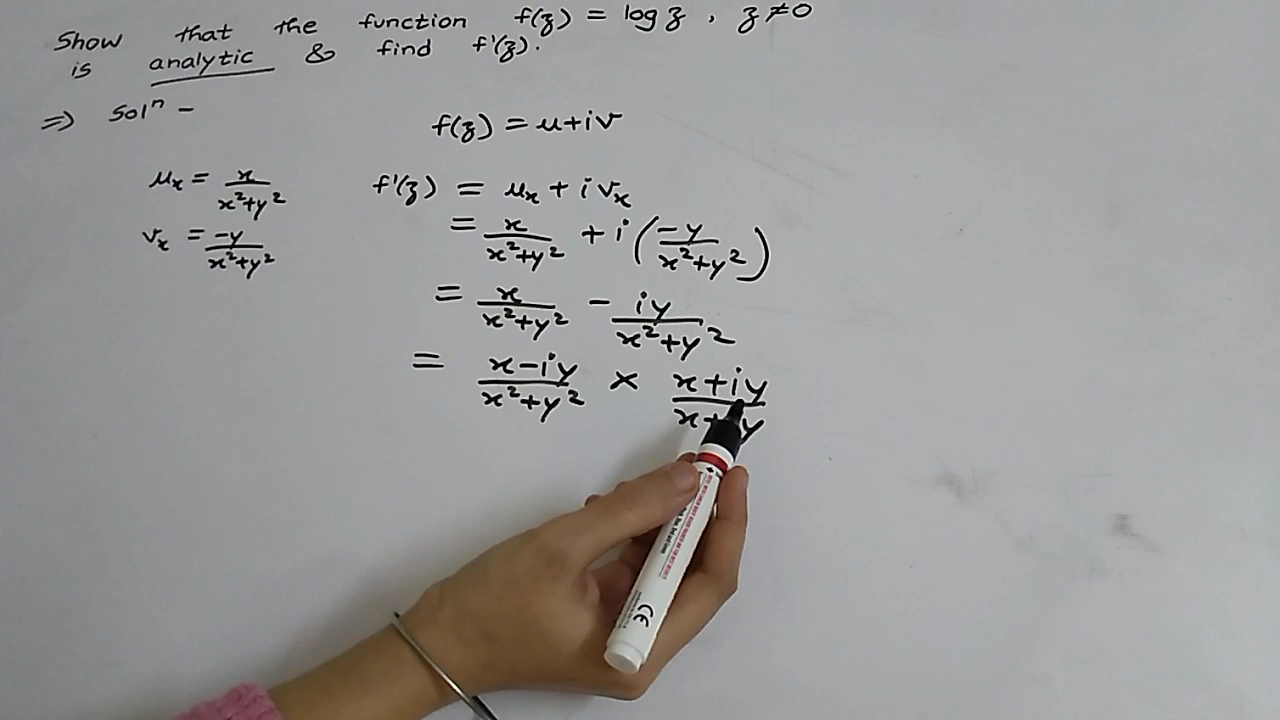 Show that the function f(z) = log z, z≠0
is analytic & find f'(z).
⇒ Solⁿ –
f(z) = u+iv
uₓ = x/(x²+y²)
f'(z) = uₓ + i vₓ
vₓ = -y/(x²+y²)
= x/(x²+y²) + i(-y/(x²+y²))
= x/(x²+y²) - iy/(x²+y²)
= (x-iy)/(x²+y²) × (x+iy)/(x+ y)
CE